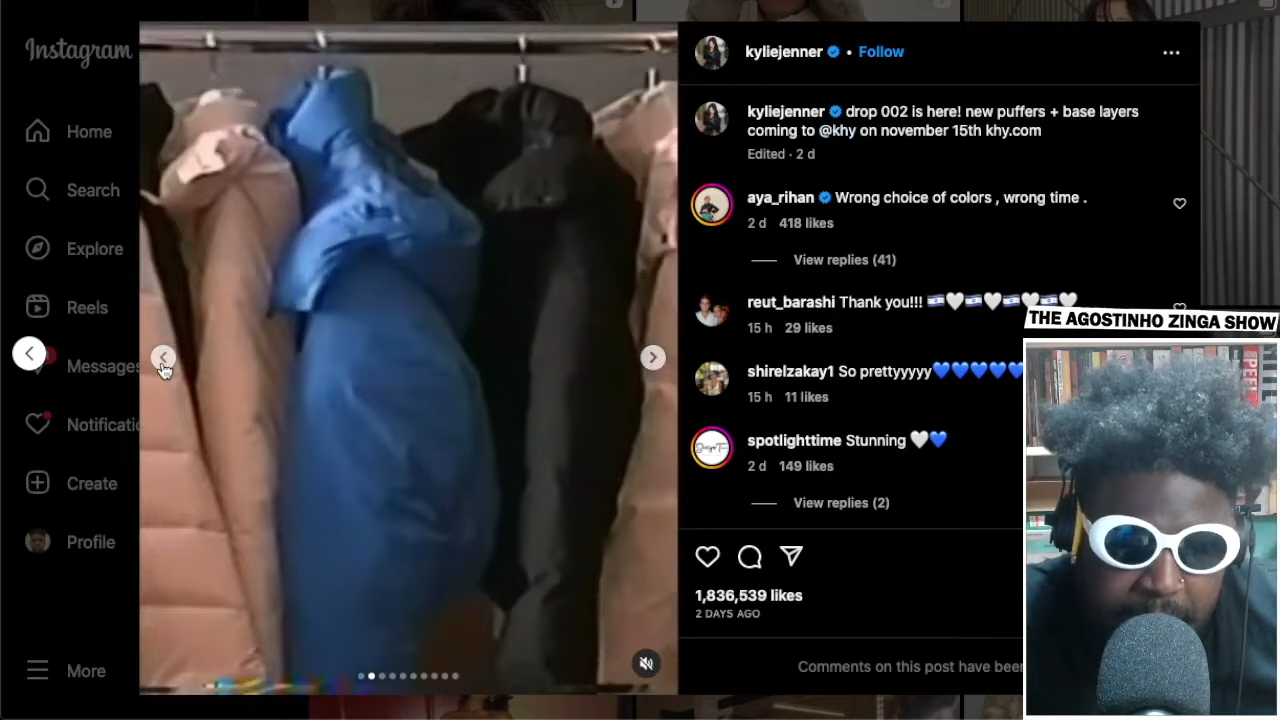 Instagram
Home
Search
Explore
Reels
Messages
Notificatio
Create
Profile
More
kyliejenner • Follow
kyliejenner drop 002 is here! new puffers + base layers
coming to @khy on november 15th khy.com
Edited · 2 d
aya_rihan Wrong choice of colors , wrong time .
2 d 418 likes
View replies (41)
reut_barashi Thank you!!! 🇮🇱🤍🇮🇱🤍🇮🇱🤍🇮🇱🤍
15 h 29 likes
shirelzakay1 So prettyyyyy💙💙💙💙💙
15 h 11 likes
spotlighttime Stunning 🤍💙
2 d 149 likes
View replies (2)
1,836,539 likes
2 DAYS AGO
Comments on this post have been
THE AGOSTINHO ZINGA SHOW